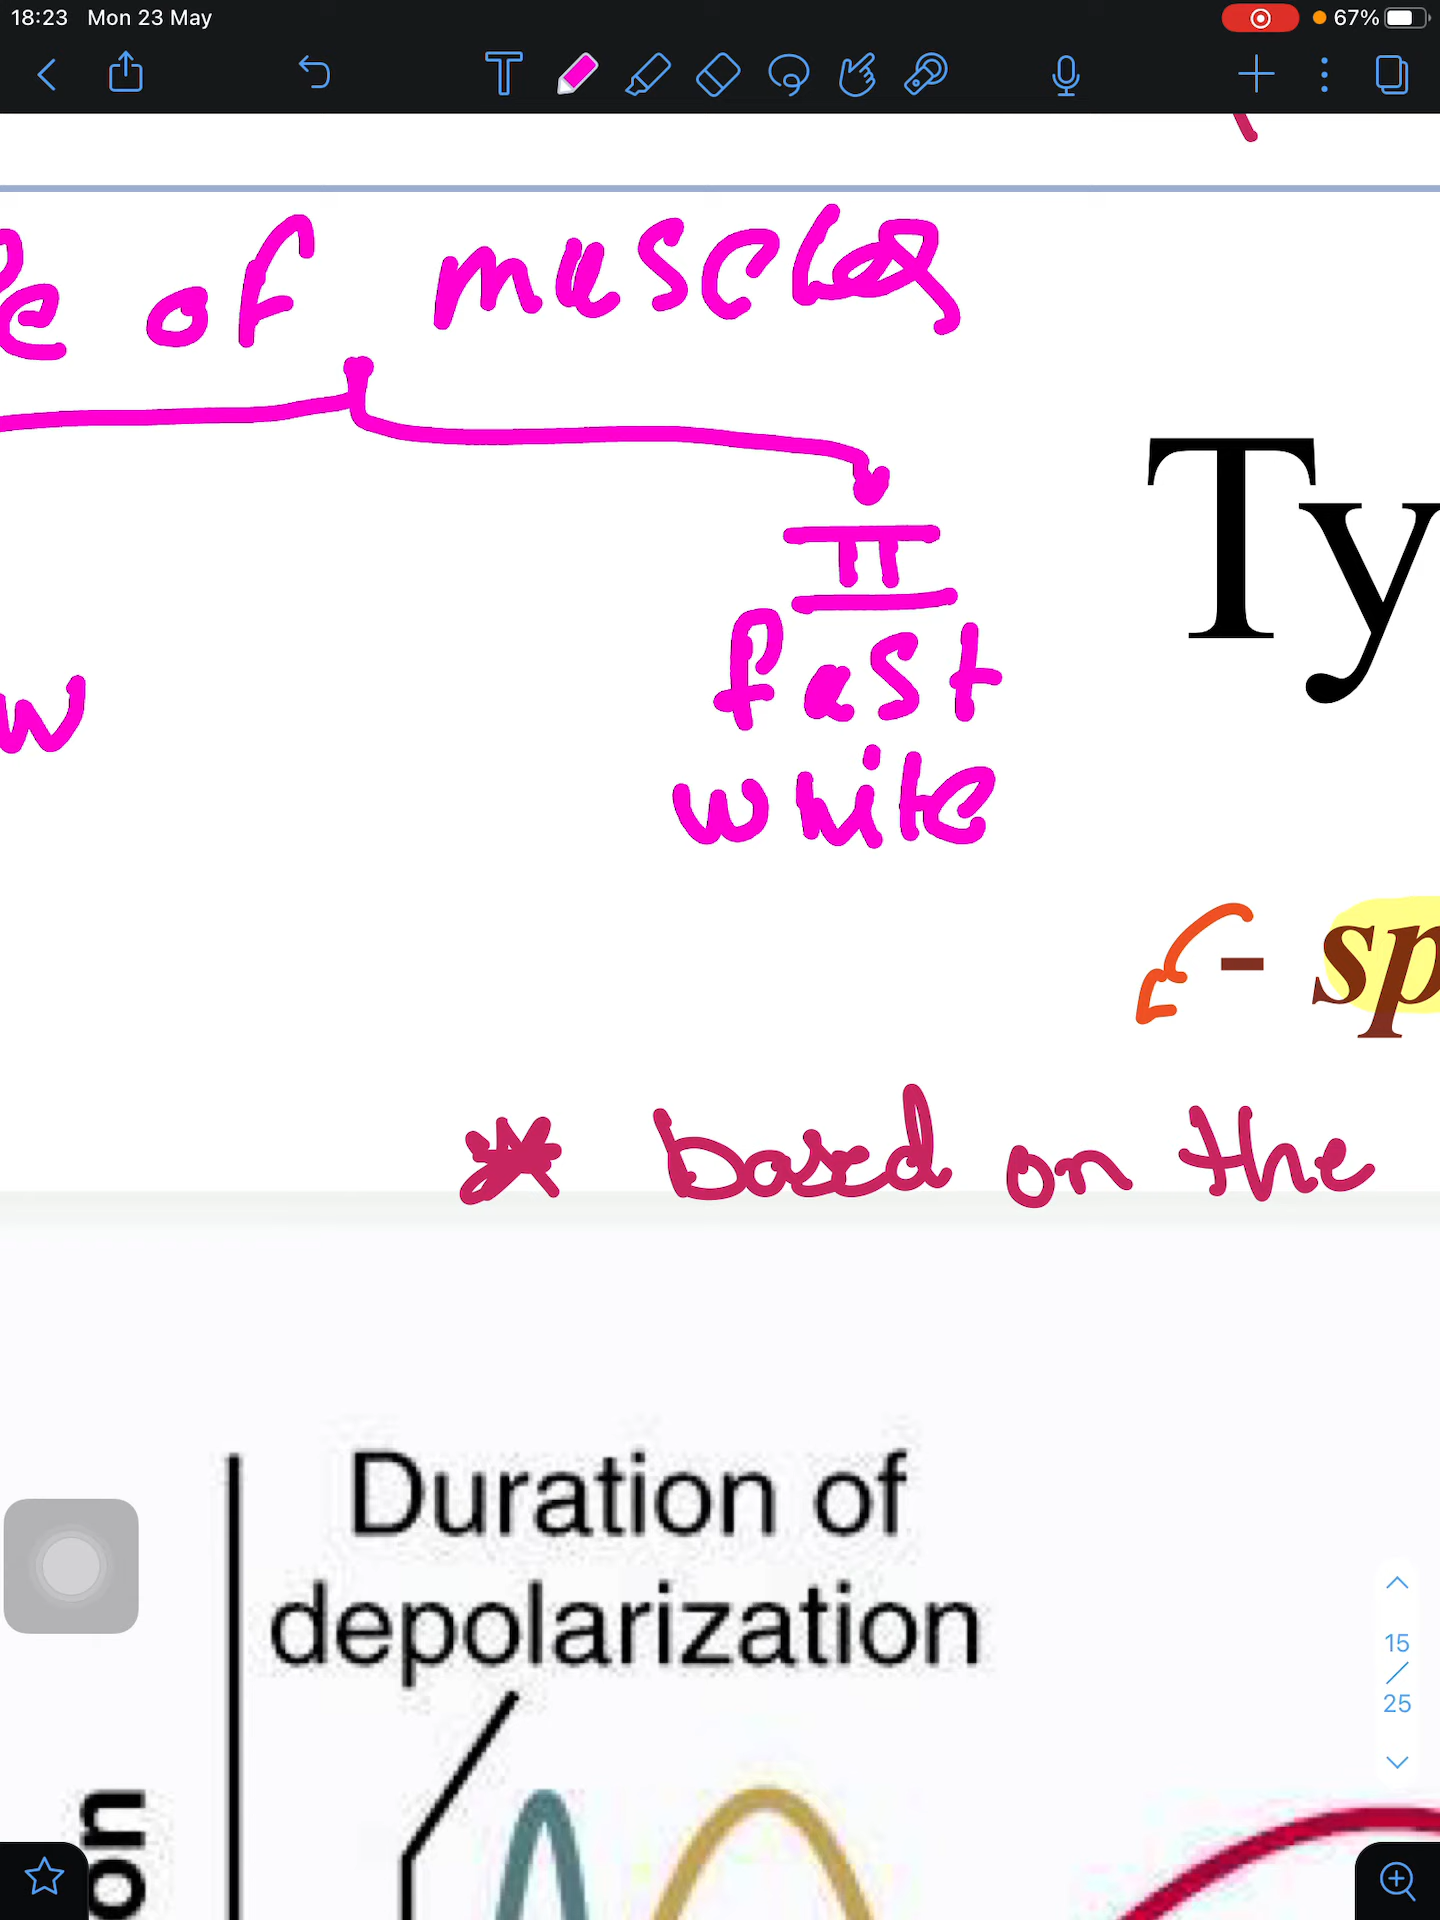 18:23 Mon 23 May 67%
of muscles
II
fast
w
white
Ty
- sp
* based on the
Duration of
depolarization
15
/
25
on